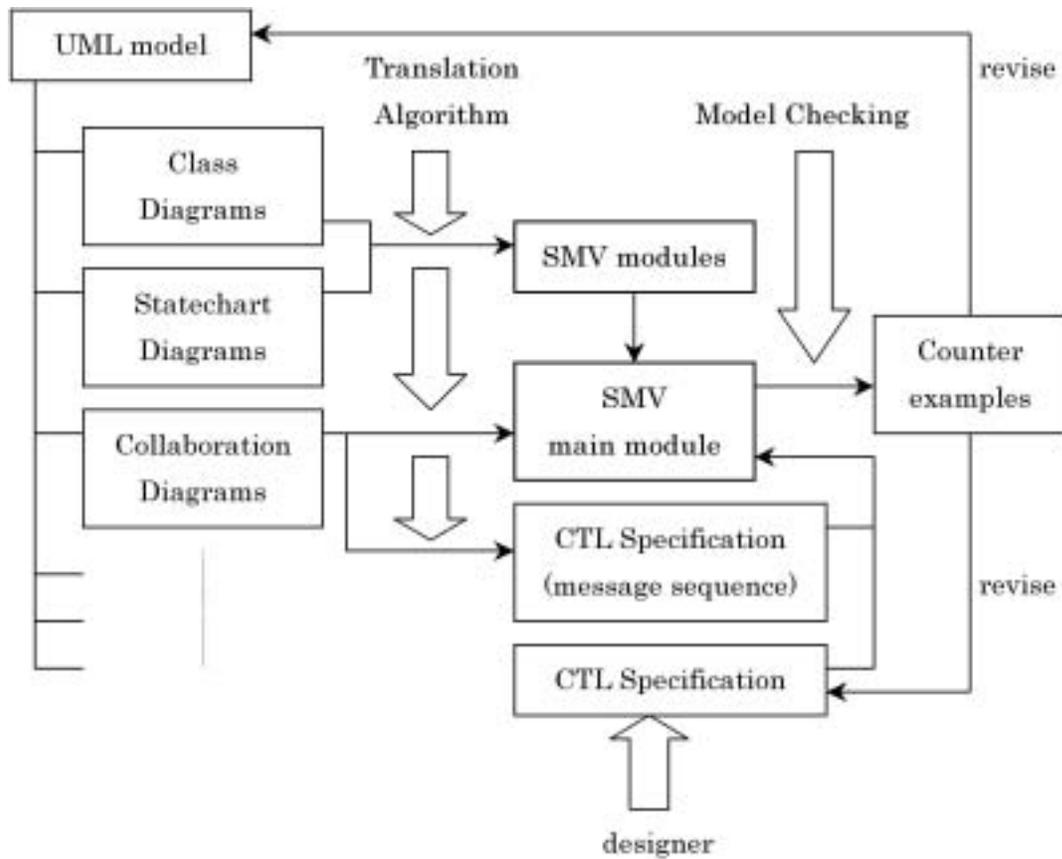 UML model
Translation
Algorithm
revise
Model Checking
Class
Diagrams
SMV modules
Statechart
Diagrams
Counter
examples
SMV
main module
Collaboration
Diagrams
CTL Specification
(message sequence)
revise
CTL Specification
designer